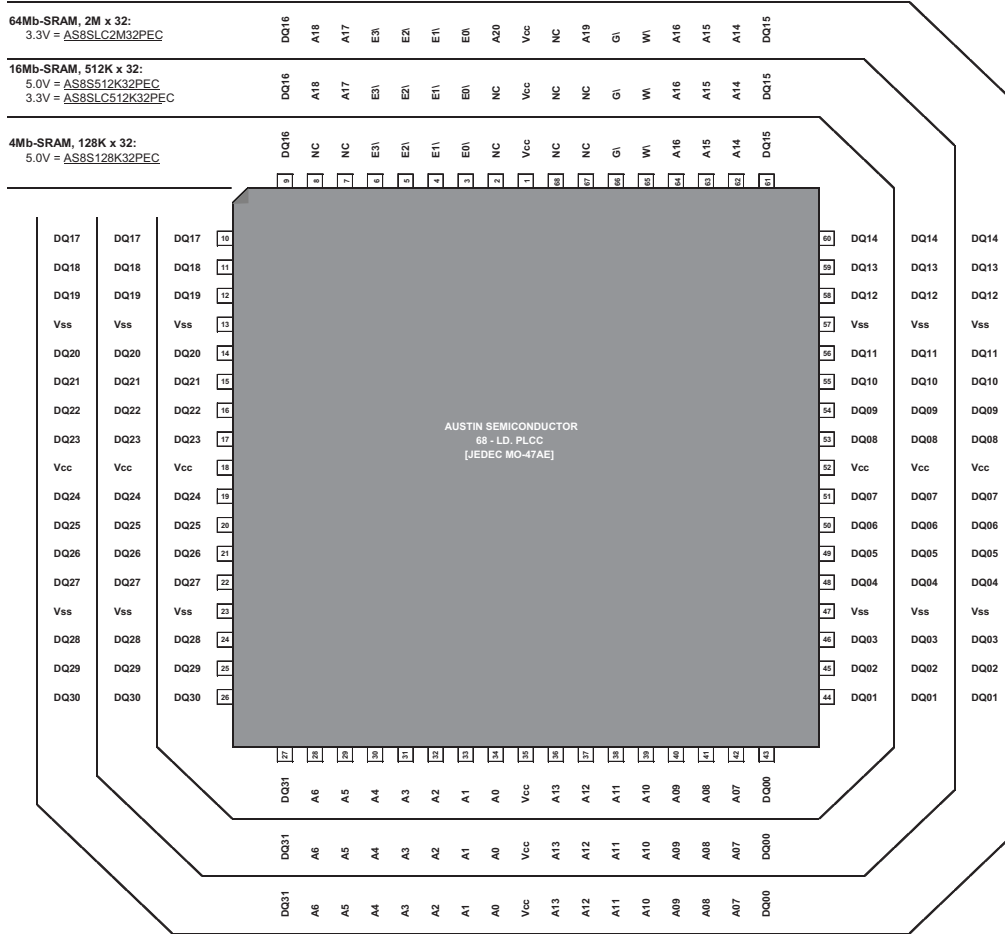 64Mb-SRAM, 2M x 32:
3.3V = AS8SLC2M32PEC
DQ16 A18 A17 E3\ E2\ E1\ E0\ A20 Vcc NC A19 G\ W\ A16 A15 A14 DQ15
16Mb-SRAM, 512K x 32:
5.0V = AS8S512K32PEC
3.3V = AS8SLC512K32PEC
DQ16 A18 A17 E3\ E2\ E1\ E0\ NC Vcc NC NC G\ W\ A16 A15 A14 DQ15
4Mb-SRAM, 128K x 32:
5.0V = AS8S128K32PEC
DQ16 NC NC E3\ E2\ E1\ E0\ NC Vcc NC NC G\ W\ A16 A15 A14 DQ15
9 8 7 6 5 4 3 2 1 68 67 66 65 64 63 62 61
DQ17 DQ17 DQ17 10 60 DQ14 DQ14 DQ14
DQ18 DQ18 DQ18 11 59 DQ13 DQ13 DQ13
DQ19 DQ19 DQ19 12 58 DQ12 DQ12 DQ12
Vss Vss Vss 13 57 Vss Vss Vss
DQ20 DQ20 DQ20 14 56 DQ11 DQ11 DQ11
DQ21 DQ21 DQ21 15 55 DQ10 DQ10 DQ10
DQ22 DQ22 DQ22 16 54 DQ09 DQ09 DQ09
AUSTIN SEMICONDUCTOR
68 - LD. PLCC
[JEDEC MO-47AE]
DQ23 DQ23 DQ23 17 53 DQ08 DQ08 DQ08
Vcc Vcc Vcc 18 52 Vcc Vcc Vcc
DQ24 DQ24 DQ24 19 51 DQ07 DQ07 DQ07
DQ25 DQ25 DQ25 20 50 DQ06 DQ06 DQ06
DQ26 DQ26 DQ26 21 49 DQ05 DQ05 DQ05
DQ27 DQ27 DQ27 22 48 DQ04 DQ04 DQ04
Vss Vss Vss 23 47 Vss Vss Vss
DQ28 DQ28 DQ28 24 46 DQ03 DQ03 DQ03
DQ29 DQ29 DQ29 25 45 DQ02 DQ02 DQ02
DQ30 DQ30 DQ30 26 44 DQ01 DQ01 DQ01
27 28 29 30 31 32 33 34 35 36 37 38 39 40 41 42 43
DQ31 A6 A5 A4 A3 A2 A1 A0 Vcc A13 A12 A11 A10 A09 A08 A07 DQ00
DQ31 A6 A5 A4 A3 A2 A1 A0 Vcc A13 A12 A11 A10 A09 A08 A07 DQ00
DQ31 A6 A5 A4 A3 A2 A1 A0 Vcc A13 A12 A11 A10 A09 A08 A07 DQ00